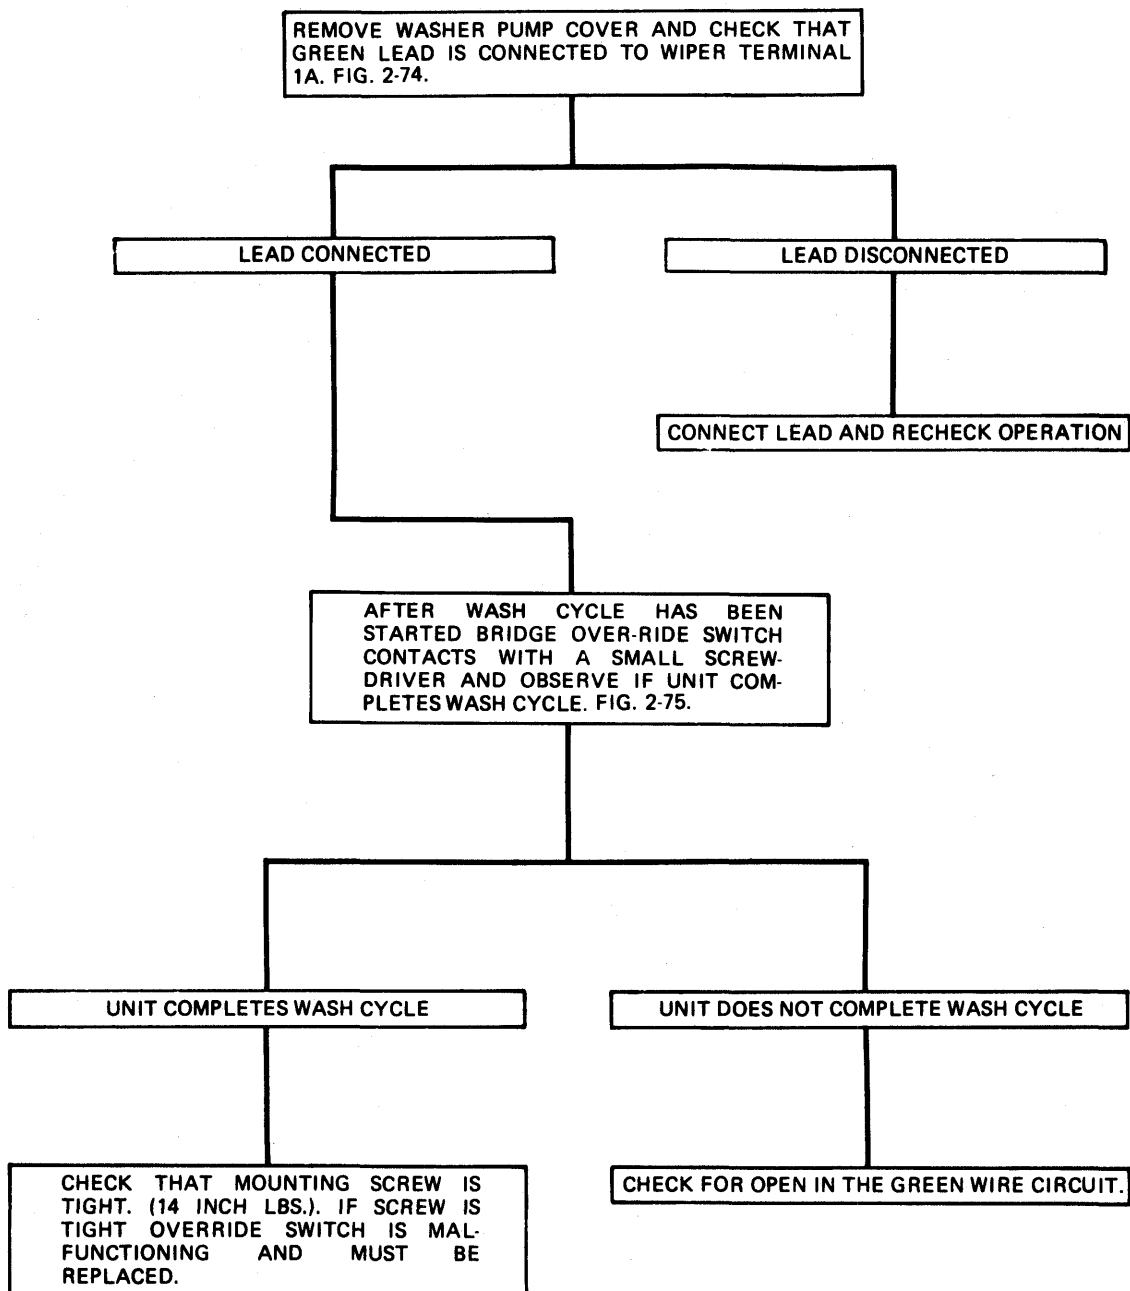 REMOVE WASHER PUMP COVER AND CHECK THAT
GREEN LEAD IS CONNECTED TO WIPER TERMINAL
1A. FIG. 2-74.
LEAD CONNECTED
LEAD DISCONNECTED
CONNECT LEAD AND RECHECK OPERATION
AFTER WASH CYCLE HAS BEEN
STARTED BRIDGE OVER-RIDE SWITCH
CONTACTS WITH A SMALL SCREW-
DRIVER AND OBSERVE IF UNIT COM-
PLETES WASH CYCLE. FIG. 2-75.
UNIT COMPLETES WASH CYCLE
UNIT DOES NOT COMPLETE WASH CYCLE
CHECK THAT MOUNTING SCREW IS
TIGHT. (14 INCH LBS.). IF SCREW IS
TIGHT OVERRIDE SWITCH IS MAL-
FUNCTIONING AND MUST BE
REPLACED.
CHECK FOR OPEN IN THE GREEN WIRE CIRCUIT.